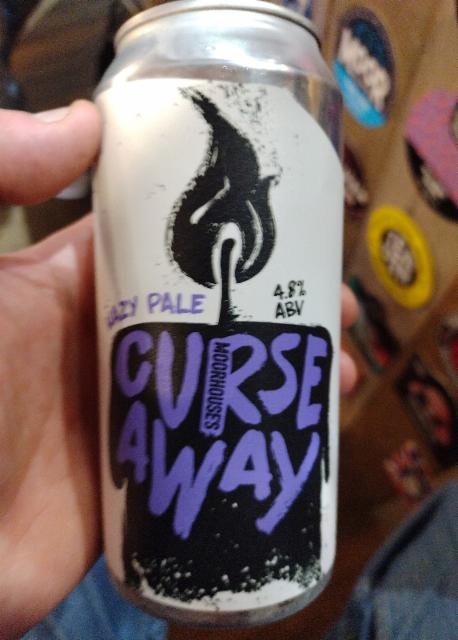 HAZY PALE
4.8%
ABV
CURSE
MOORHOUSE'S
AWAY